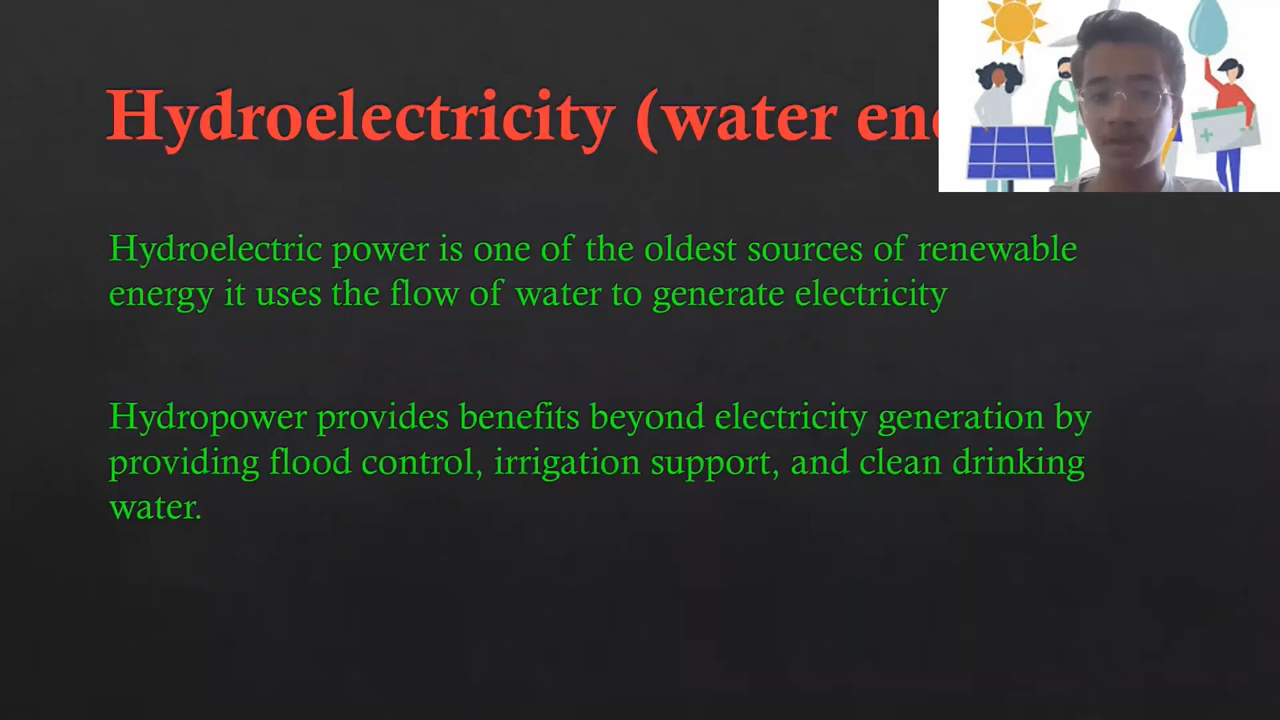 Hydroelectricity (water ene
Hydroelectric power is one of the oldest sources of renewable
energy it uses the flow of water to generate electricity
Hydropower provides benefits beyond electricity generation by
providing flood control, irrigation support, and clean drinking
water.